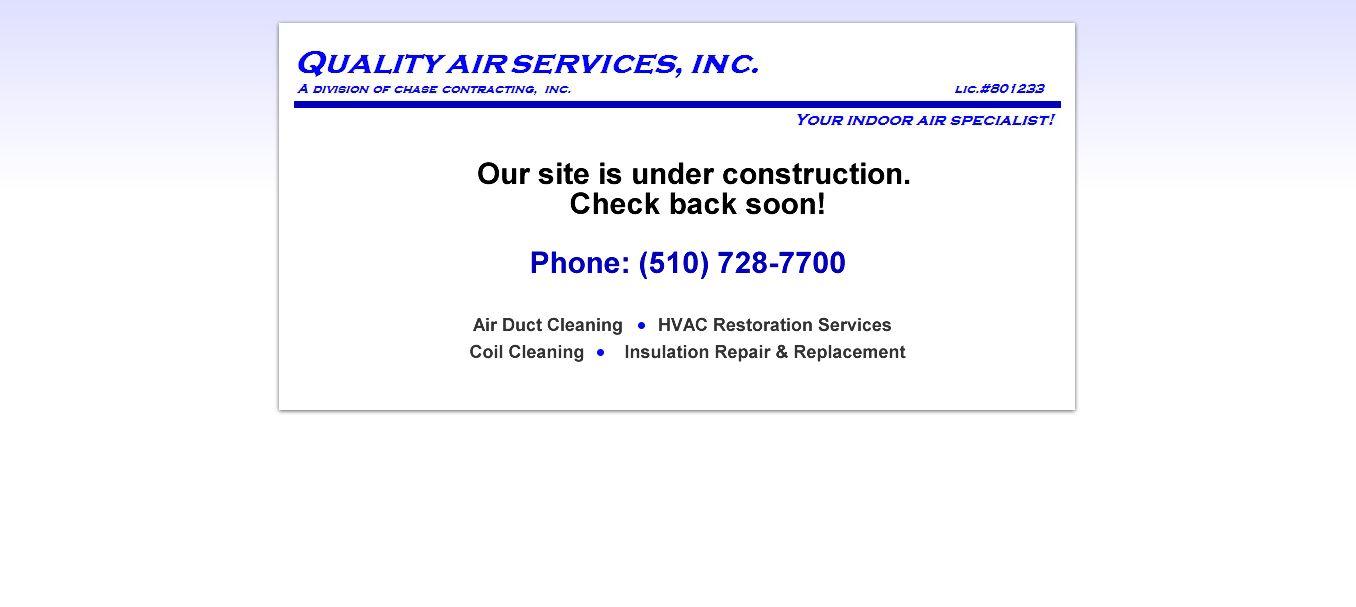 QUALITY AIR SERVICES, INC.
A DIVISION OF CHASE CONTRACTING, INC. LIC.#801233
YOUR INDOOR AIR SPECIALIST!
Our site is under construction.
Check back soon!
Phone: (510) 728-7700
Air Duct Cleaning • HVAC Restoration Services
Coil Cleaning • Insulation Repair & Replacement